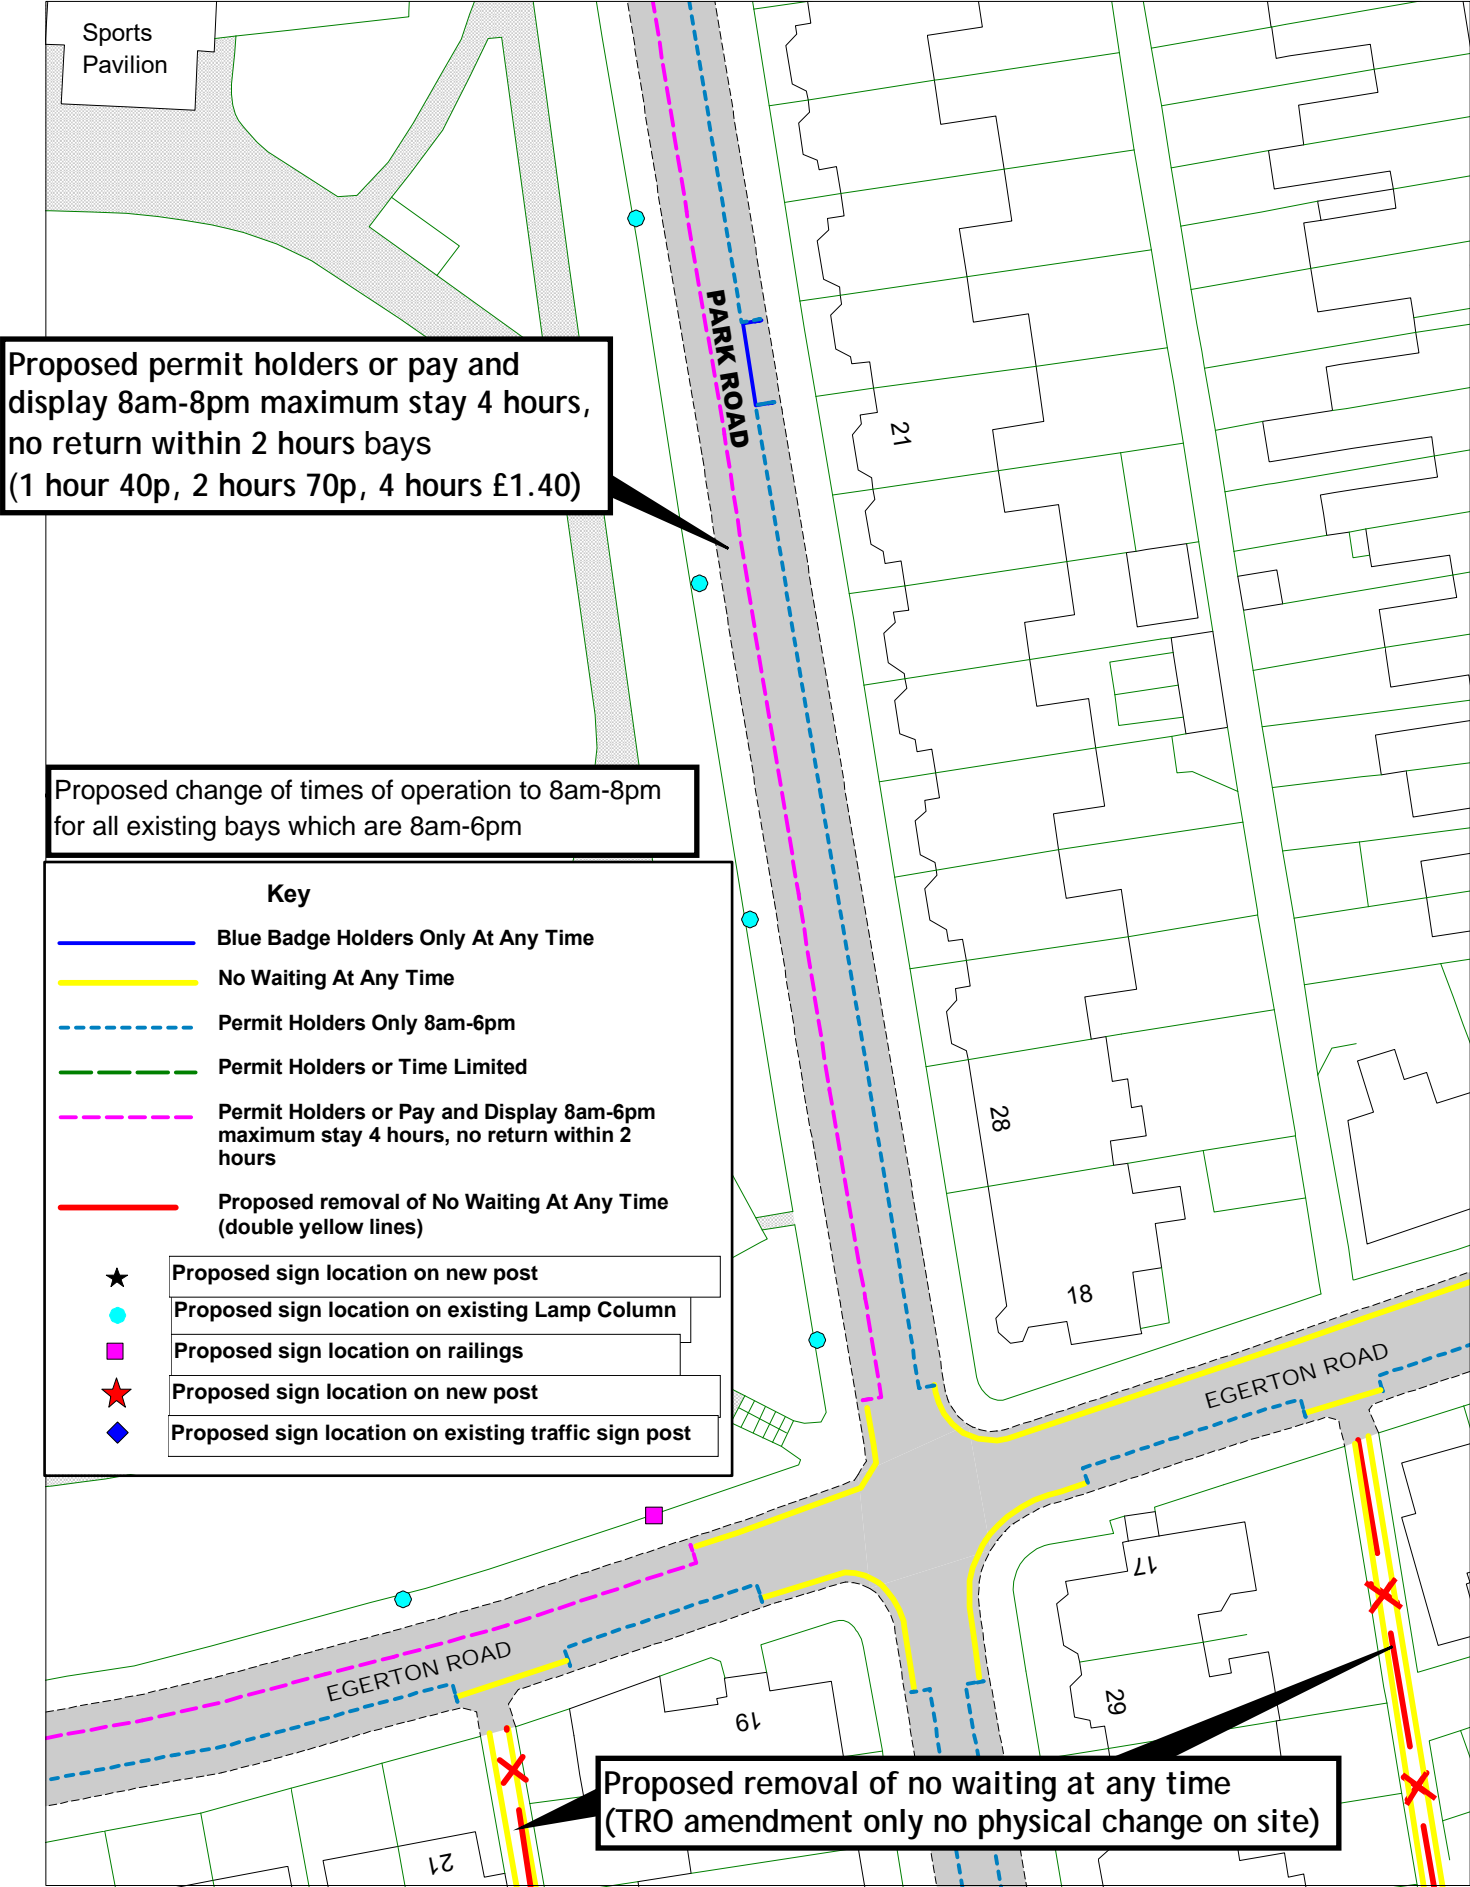 Sports
Pavilion
PARK ROAD
Proposed permit holders or pay and
display 8am-8pm maximum stay 4 hours,
no return within 2 hours bays
(1 hour 40p, 2 hours 70p, 4 hours £1.40)
21
Proposed change of times of operation to 8am-8pm
for all existing bays which are 8am-6pm
Key
Blue Badge Holders Only At Any Time
No Waiting At Any Time
Permit Holders Only 8am-6pm
Permit Holders or Time Limited
Permit Holders or Pay and Display 8am-6pm
maximum stay 4 hours, no return within 2
hours
Proposed removal of No Waiting At Any Time
(double yellow lines)
Proposed sign location on new post
Proposed sign location on existing Lamp Column
Proposed sign location on railings
Proposed sign location on new post
Proposed sign location on existing traffic sign post
28
18
EGERTON ROAD
17
EGERTON ROAD
29
19
Proposed removal of no waiting at any time
(TRO amendment only no physical change on site)
21